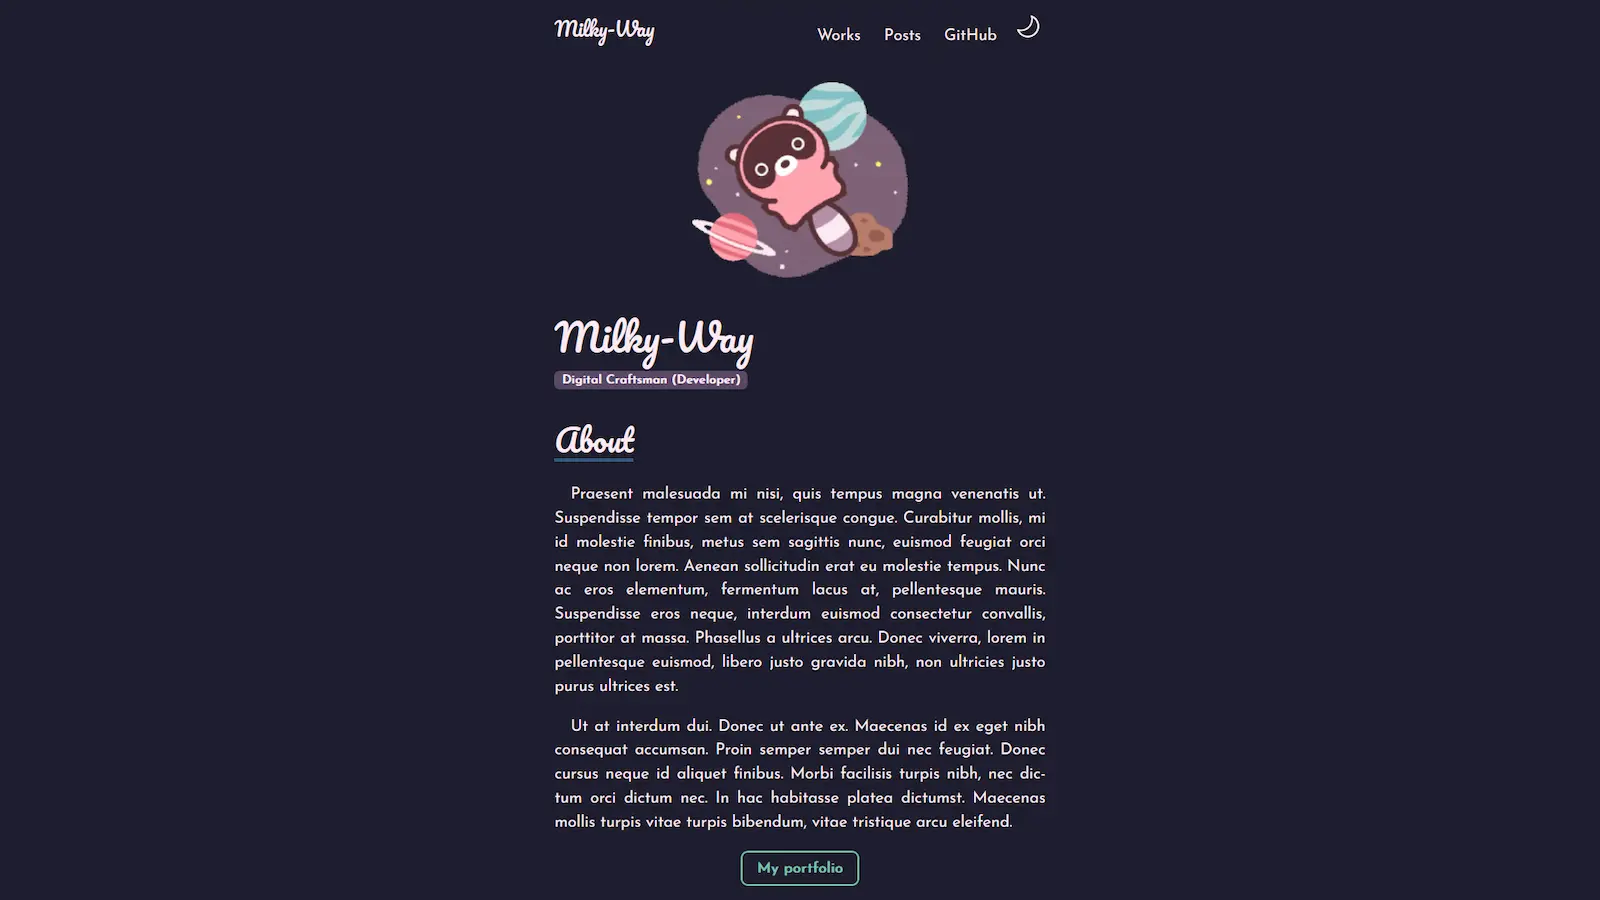 Milky-Way
Works Posts GitHub
Milky-Way
Digital Craftsman (Developer)
About
Praesent malesuada mi nisi, quis tempus magna venenatis ut.
Suspendisse tempor sem at scelerisque congue. Curabitur mollis, mi
id molestie finibus, metus sem sagittis nunc, euismod feugiat orci
neque non lorem. Aenean sollicitudin erat eu molestie tempus. Nunc
ac eros elementum, fermentum lacus at, pellentesque mauris.
Suspendisse eros neque, interdum euismod consectetur convallis,
porttitor at massa. Phasellus a ultrices arcu. Donec viverra, lorem in
pellentesque euismod, libero justo gravida nibh, non ultricies justo
purus ultrices est.
Ut at interdum dui. Donec ut ante ex. Maecenas id ex eget nibh
consequat accumsan. Proin semper semper dui nec feugiat. Donec
cursus neque id aliquet finibus. Morbi facilisis turpis nibh, nec dic-
tum orci dictum nec. In hac habitasse platea dictumst. Maecenas
mollis turpis vitae turpis bibendum, vitae tristique arcu eleifend.
My portfolio